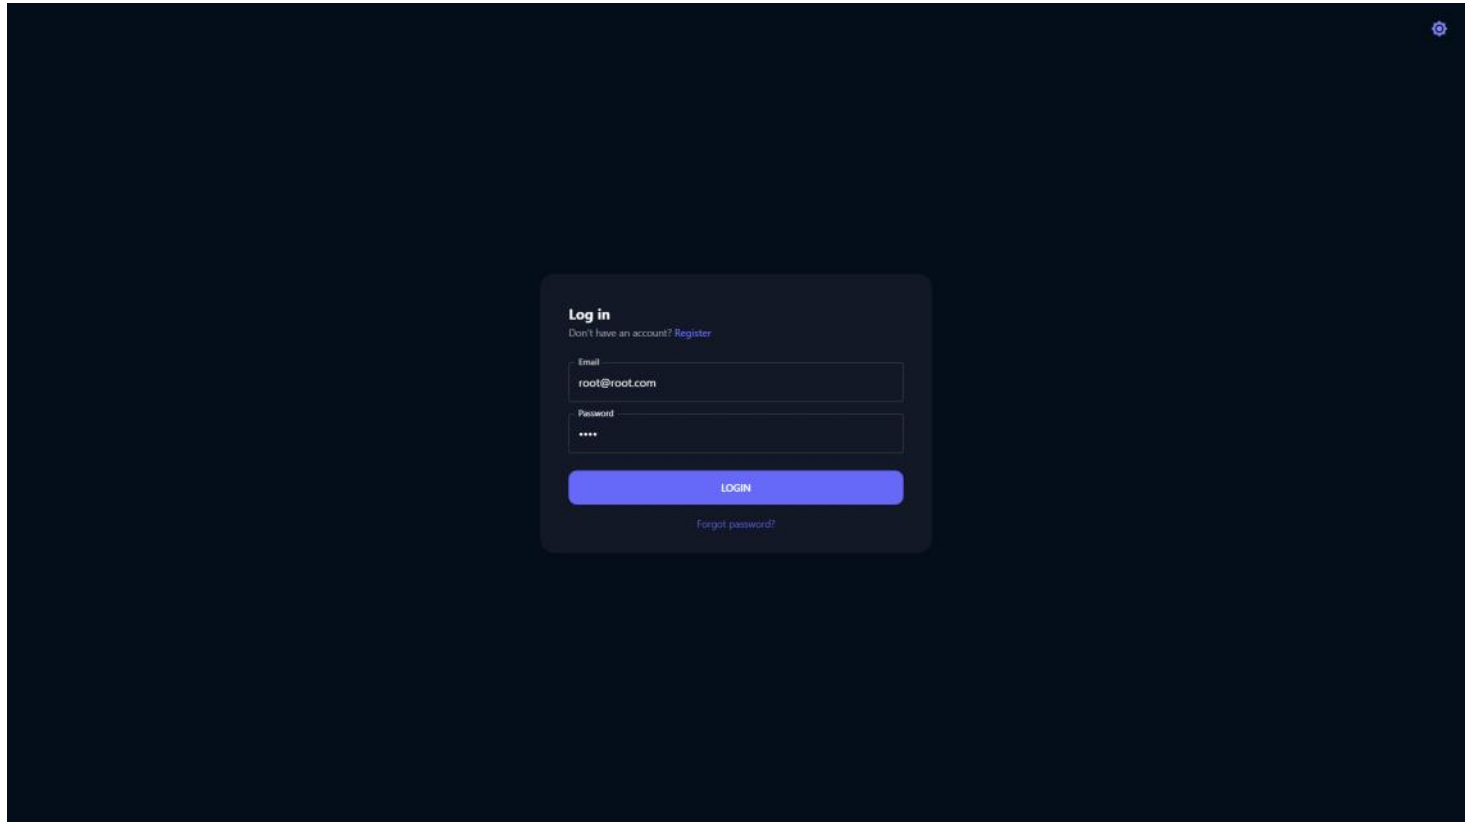 Log in
Don't have an account? Register
Email
root@root.com
Password
••••
LOGIN
Forgot password?